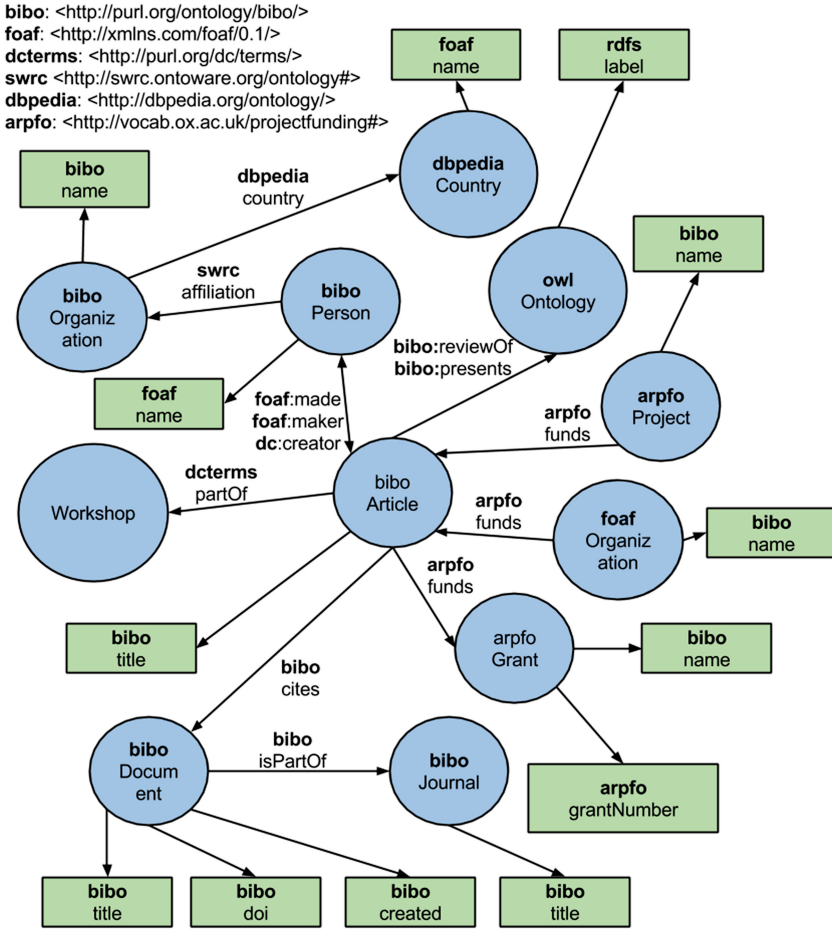 bibo: <http://purl.org/ontology/bibo/>
foaf: <http://xmlns.com/foaf/0.1/>
dcterms: <http://purl.org/dc/terms/>
swrc <http://swrc.ontoware.org/ontology#>
dbpedia: <http://dbpedia.org/ontology/>
arpfo: <http://vocab.ox.ac.uk/projectfunding#>
foaf
name
rdfs
label
bibo
name
dbpedia
country
dbpedia
Country
bibo
name
swrc
affiliation
bibo
Organiz
ation
bibo
Person
owl
Ontology
bibo:reviewOf
bibo:presents
foaf
name
foaf:made
foaf:maker
dc:creator
arpfo
Project
arpfo
funds
dcterms
partOf
Workshop
bibo
Article
arpfo
funds
foaf
Organiz
ation
bibo
name
arpfo
funds
bibo
title
arpfo
Grant
bibo
name
bibo
cites
bibo
Docum
ent
bibo
isPartOf
bibo
Journal
arpfo
grantNumber
bibo
title
bibo
doi
bibo
created
bibo
title